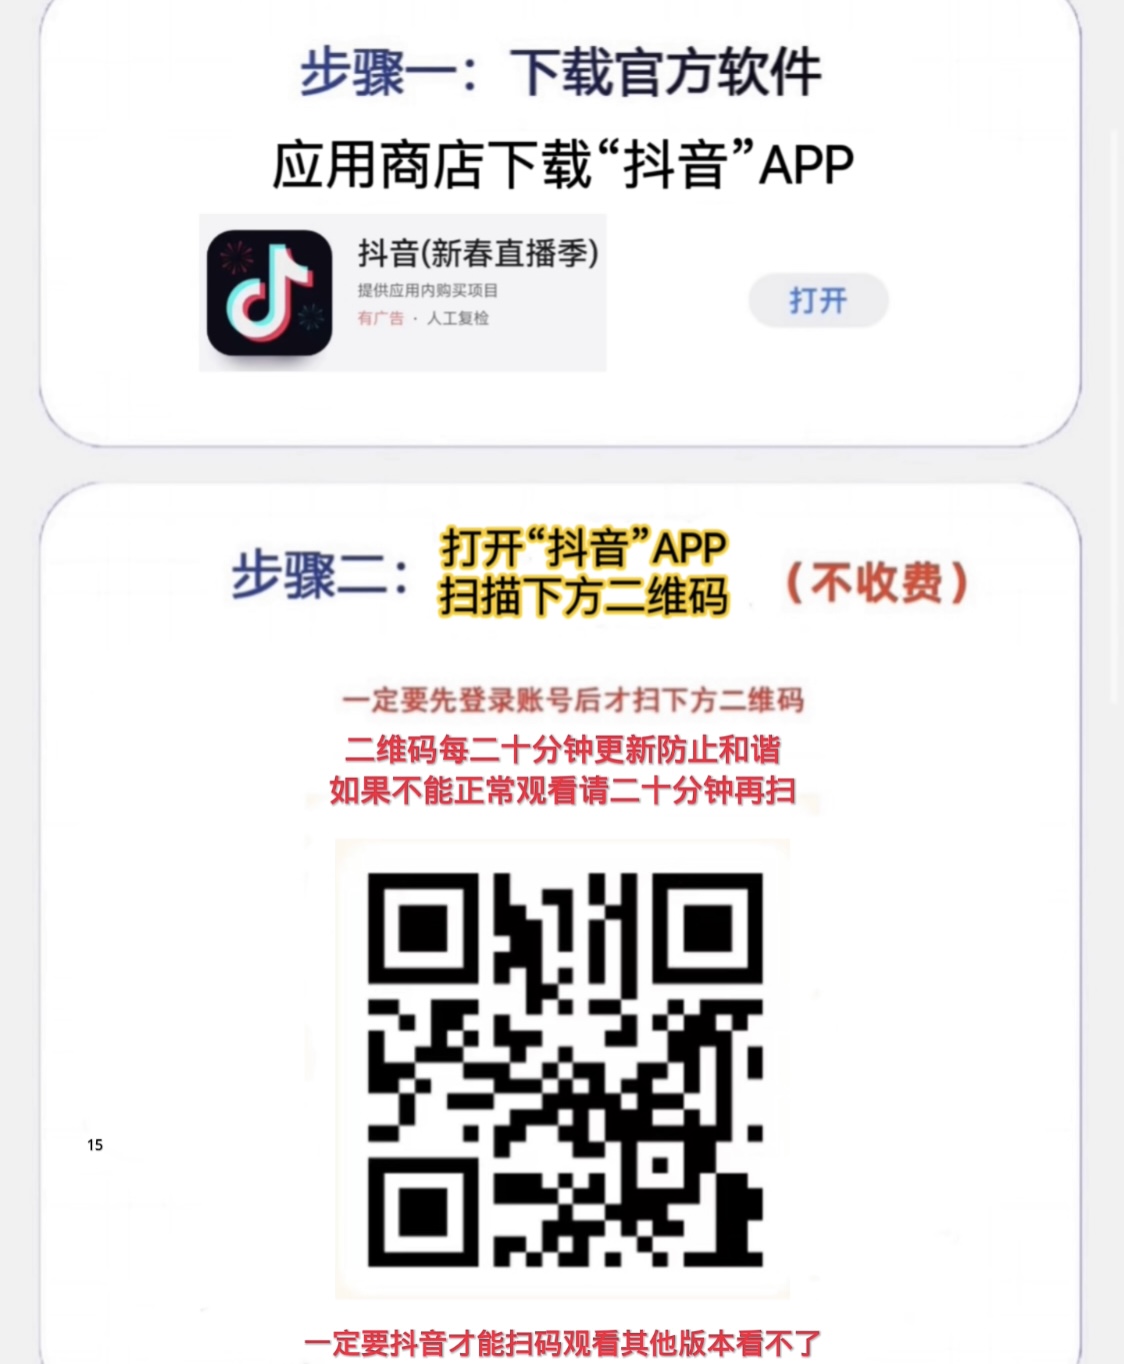 步骤一：下载官方软件
应用商店下载“抖音”APP
抖音(新春直播季)
提供应用内购买项目
有广告 · 人工复检
打开
步骤二：
打开“抖音”APP
扫描下方二维码
（不收费）
一定要先登录账号后才扫下方二维码
二维码每二十分钟更新防止和谐
如果不能正常观看请二十分钟再扫
15
一定要抖音才能扫码观看其他版本看不了